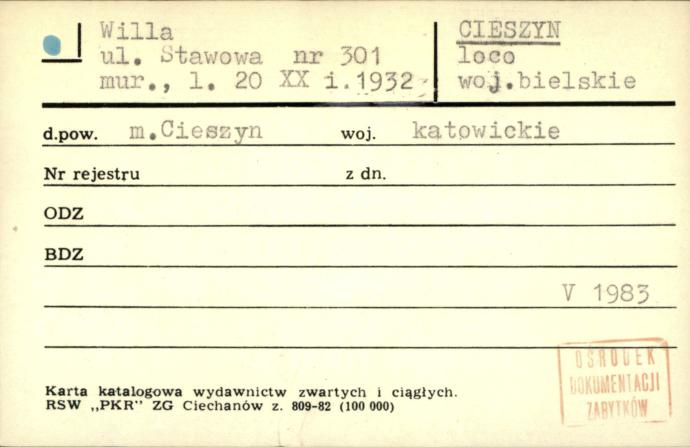 Willa
ul. Stawowa nr 301
mur., l. 20 XX i.1932
CIESZYN
loco
woj.bielskie
d.pow. m.Cieszyn woj. katowickie
Nr rejestru z dn.
ODZ
BDZ
V 1983
OŚRODEK
DOKUMENTACJI
ZABYTKÓW
Karta katalogowa wydawnictw zwartych i ciągłych.
RSW „PKR" ZG Ciechanów z. 809-82 (100 000)